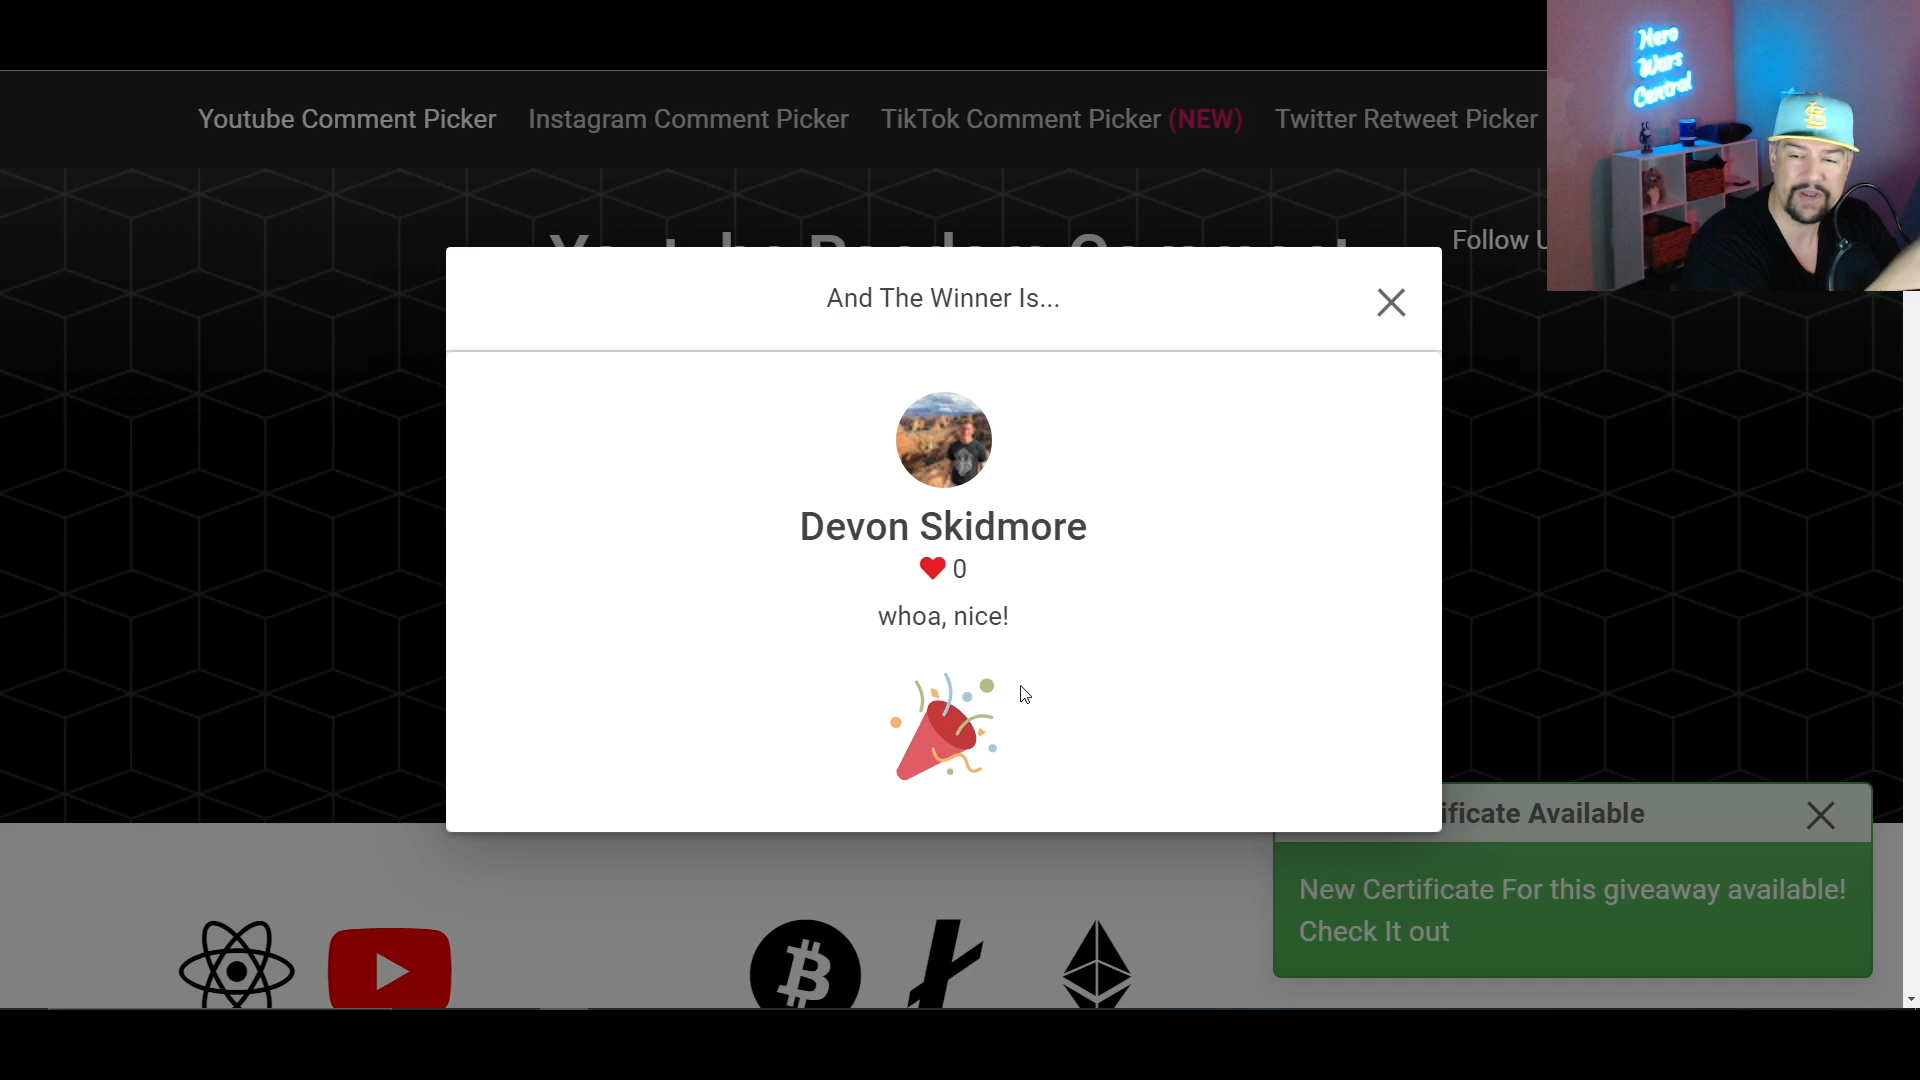 Youtube Comment Picker
Instagram Comment Picker
TikTok Comment Picker (NEW)
Twitter Retweet Picker
Hero
Wars
Central
Follow U
And The Winner Is...
Devon Skidmore
0
whoa, nice!
ificate Available
New Certificate For this giveaway available!
Check It out